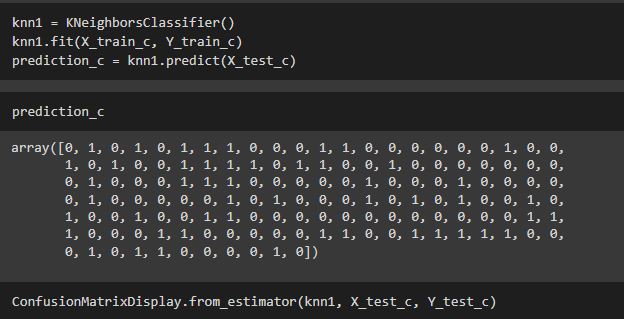 knn1 = KNeighborsClassifier()
knn1.fit(X_train_c, Y_train_c)
prediction_c = knn1.predict(X_test_c)
prediction_c
array([0, 1, 0, 1, 0, 1, 1, 1, 0, 0, 0, 1, 1, 0, 0, 0, 0, 0, 0, 1, 0, 0,
1, 0, 1, 0, 0, 1, 1, 1, 1, 0, 1, 1, 0, 0, 1, 0, 0, 0, 0, 0, 0, 0,
0, 1, 0, 0, 0, 1, 1, 1, 0, 0, 0, 0, 0, 1, 0, 0, 0, 1, 0, 0, 0, 0,
0, 1, 0, 0, 0, 0, 0, 1, 0, 1, 0, 0, 0, 1, 0, 1, 0, 1, 0, 0, 1, 0,
1, 0, 0, 1, 0, 0, 1, 1, 0, 0, 0, 0, 0, 0, 0, 0, 0, 0, 0, 0, 1, 1,
1, 0, 0, 0, 1, 1, 0, 0, 0, 0, 0, 1, 1, 0, 0, 1, 1, 1, 1, 1, 0, 0,
0, 1, 0, 1, 1, 0, 0, 0, 0, 1, 0])
ConfusionMatrixDisplay.from_estimator(knn1, X_test_c, Y_test_c)